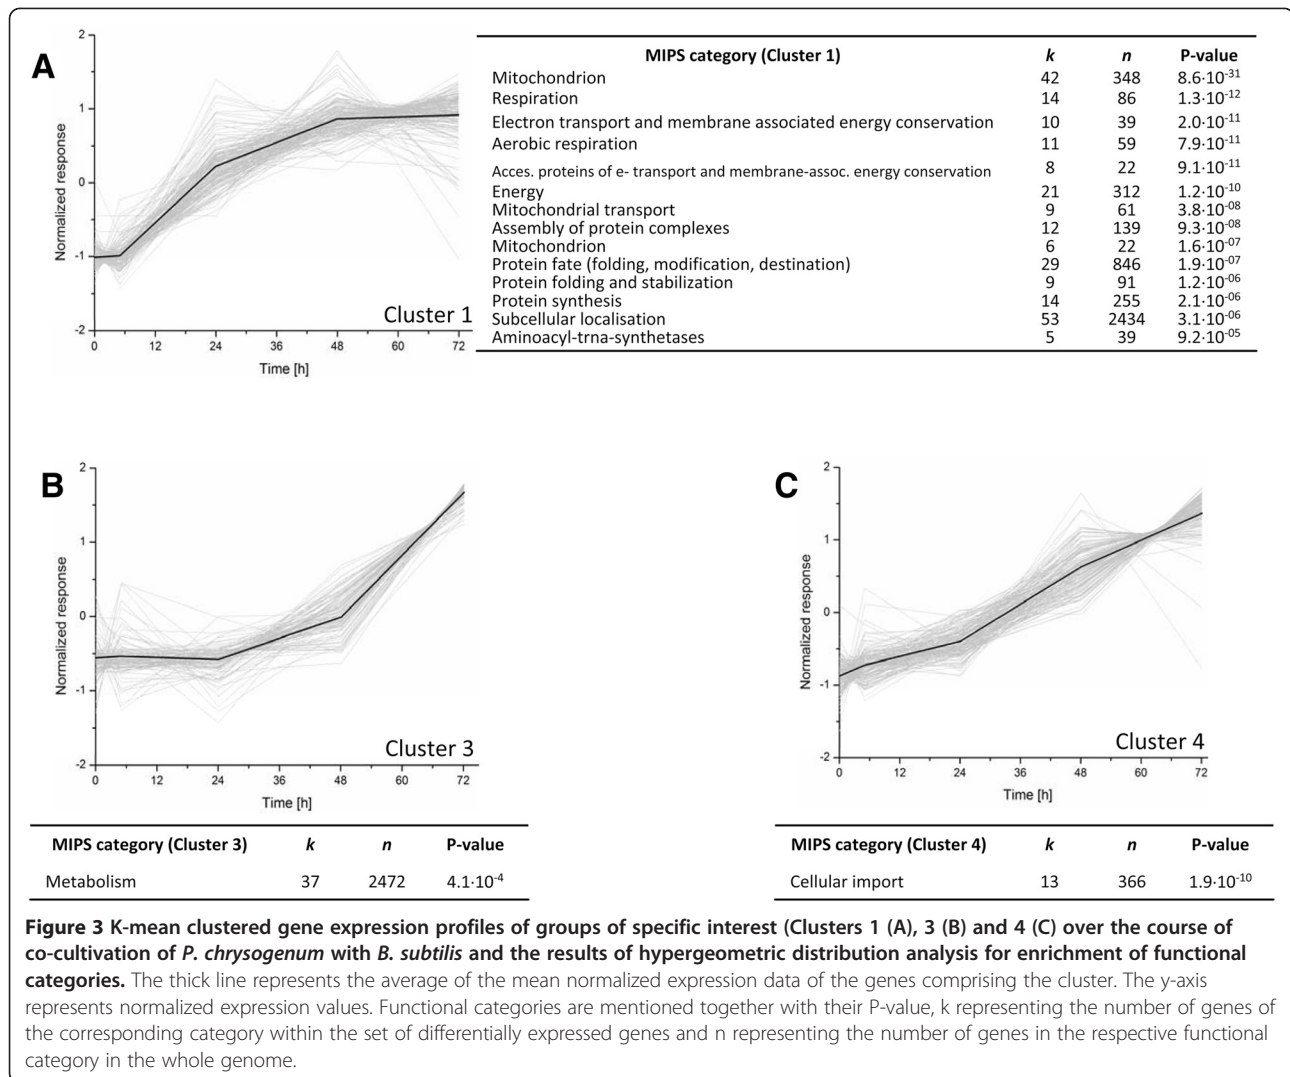 A
2
1
0
-1
-2
Normalized response
0 12 24 36 48 60 72
Time [h]
Cluster 1
MIPS category (Cluster 1) k n P-value
Mitochondrion 42 348 8.6·10⁻³¹
Respiration 14 86 1.3·10⁻¹²
Electron transport and membrane associated energy conservation 10 39 2.0·10⁻¹¹
Aerobic respiration 11 59 7.9·10⁻¹¹
Acces. proteins of e- transport and membrane-assoc. energy conservation 8 22 9.1·10⁻¹¹
Energy 21 312 1.2·10⁻¹⁰
Mitochondrial transport 9 61 3.8·10⁻⁰⁸
Assembly of protein complexes 12 139 9.3·10⁻⁰⁸
Mitochondrion 6 22 1.6·10⁻⁰⁷
Protein fate (folding, modification, destination) 29 846 1.9·10⁻⁰⁷
Protein folding and stabilization 9 91 1.2·10⁻⁰⁶
Protein synthesis 14 255 2.1·10⁻⁰⁶
Subcellular localisation 53 2434 3.1·10⁻⁰⁶
Aminoacyl-trna-synthetases 5 39 9.2·10⁻⁰⁵
B
2
1
0
-1
-2
Normalized response
0 12 24 36 48 60 72
Time [h]
Cluster 3
MIPS category (Cluster 3) k n P-value
Metabolism 37 2472 4.1·10⁻⁴
C
2
1
0
-1
-2
Normalized response
0 12 24 36 48 60 72
Time [h]
Cluster 4
MIPS category (Cluster 4) k n P-value
Cellular import 13 366 1.9·10⁻¹⁰
Figure 3 K-mean clustered gene expression profiles of groups of specific interest (Clusters 1 (A), 3 (B) and 4 (C) over the course of
co-cultivation of P. chrysogenum with B. subtilis and the results of hypergeometric distribution analysis for enrichment of functional
categories. The thick line represents the average of the mean normalized expression data of the genes comprising the cluster. The y-axis
represents normalized expression values. Functional categories are mentioned together with their P-value, k representing the number of genes of
the corresponding category within the set of differentially expressed genes and n representing the number of genes in the respective functional
category in the whole genome.